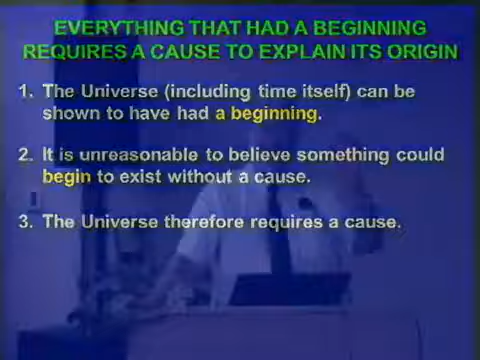 EVERYTHING THAT HAD A BEGINNING
REQUIRES A CAUSE TO EXPLAIN ITS ORIGIN
1. The Universe (including time itself) can be
shown to have had a beginning.
2. It is unreasonable to believe something could
begin to exist without a cause.
3. The Universe therefore requires a cause.